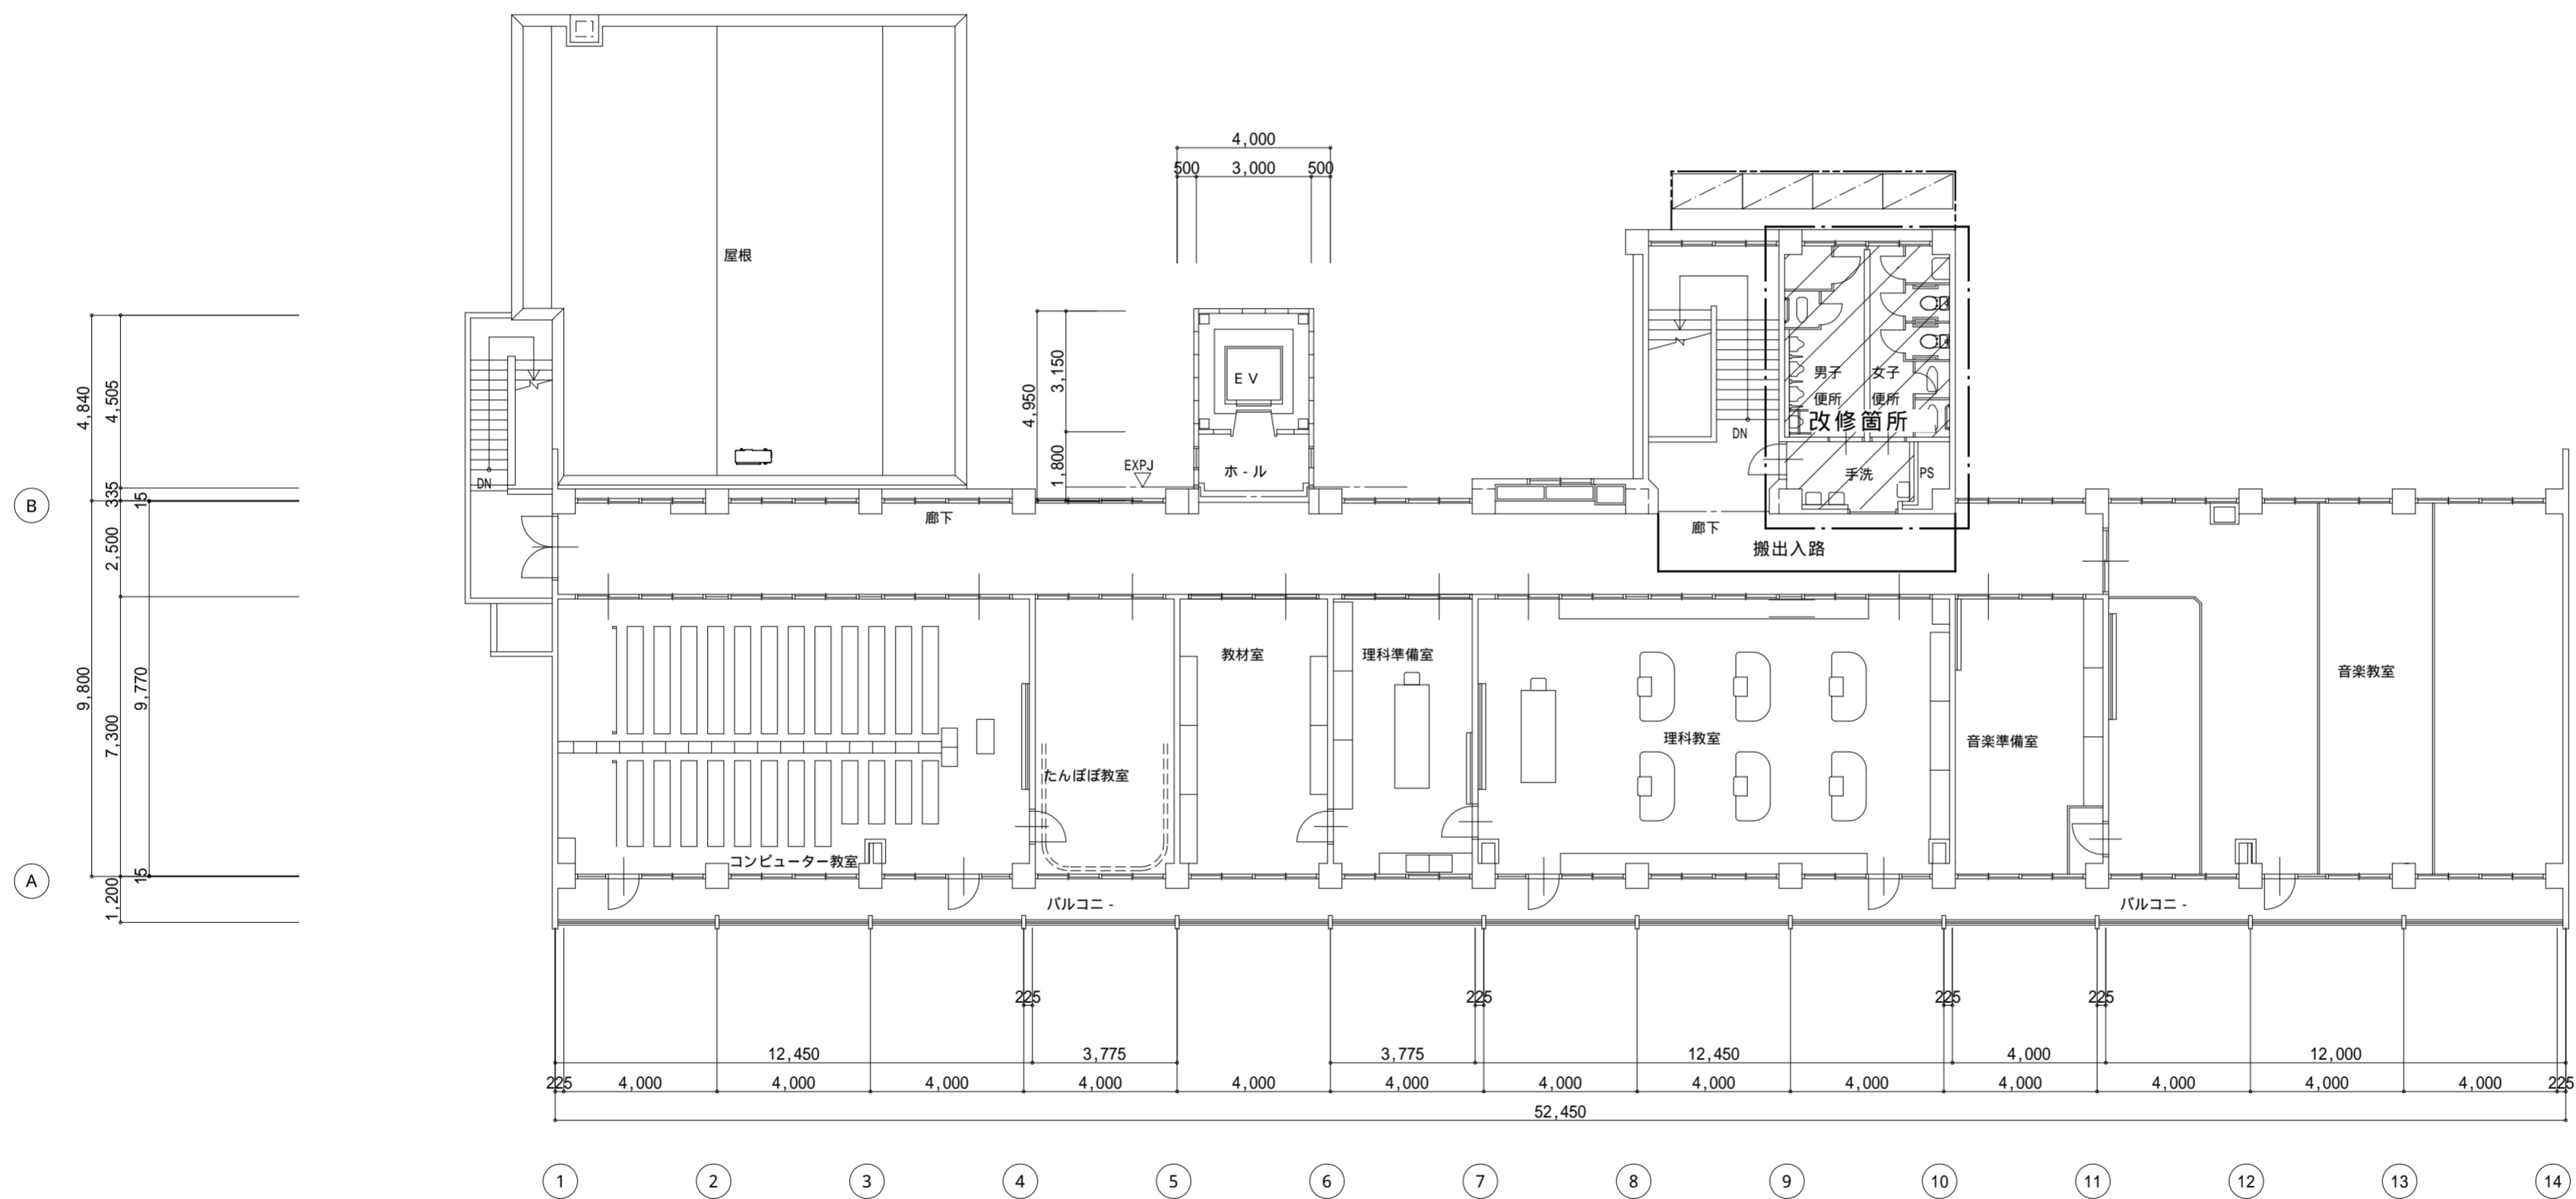 4,000
500 3,000 500
屋根
4,840
4,505
3,150
4,950
1,800
EV
ホ-ル
EXPJ
DN
DN
男子
便所
女子
便所
改修箇所
手洗
PS
B
335
15
2,500
廊下
廊下
搬出入路
9,800
9,770
7,300
教材室
理科準備室
理科教室
音楽準備室
音楽教室
たんぽぽ教室
コンピューター教室
A
15
1,200
バルコニ-
バルコニ-
225 225 225 225
12,450 3,775 3,775 12,450 4,000 12,000
225 4,000 4,000 4,000 4,000 4,000 4,000 4,000 4,000 4,000 4,000 4,000 4,000 4,000 225
52,450
1 2 3 4 5 6 7 8 9 10 11 12 13 14